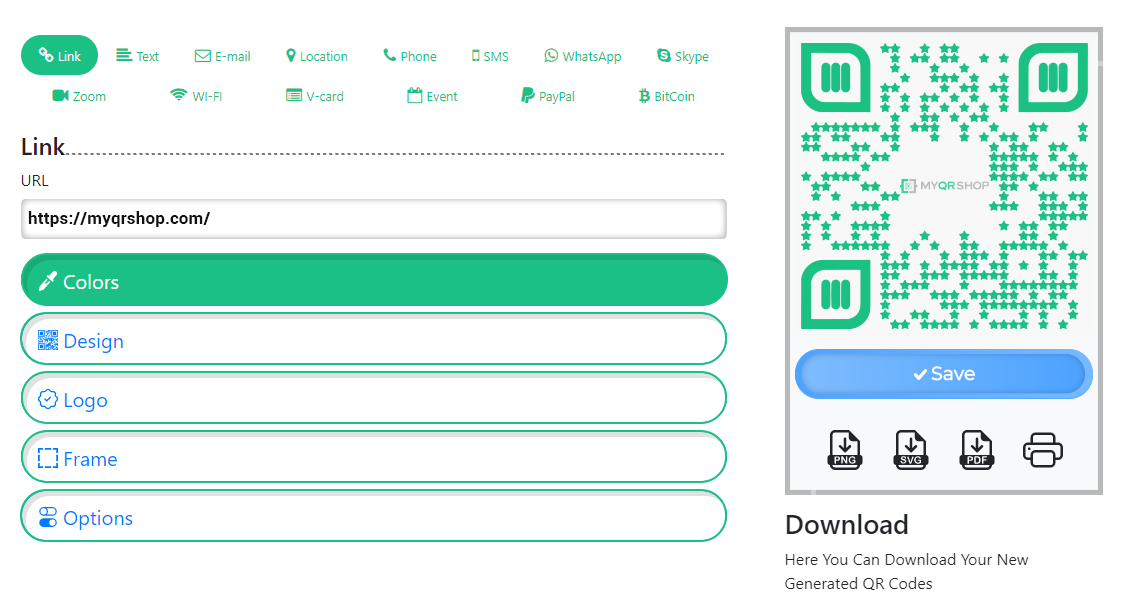 Link Text E-mail Location Phone SMS WhatsApp Skype
Zoom WI-FI V-card Event PayPal BitCoin
Link
URL
https://myqrshop.com/
Colors
Design
Logo
Frame
Options
MYQRSHOP
Save
PNG SVG PDF
Download
Here You Can Download Your New
Generated QR Codes